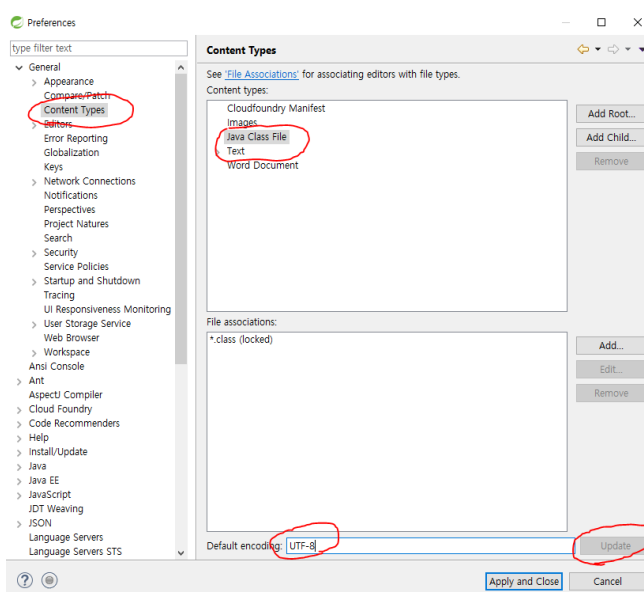 Preferences
type filter text
General
Appearance
Compare/Patch
Content Types
Editors
Error Reporting
Globalization
Keys
Network Connections
Notifications
Perspectives
Project Natures
Search
Security
Service Policies
Startup and Shutdown
Tracing
UI Responsiveness Monitoring
User Storage Service
Web Browser
Workspace
Ansi Console
Ant
AspectJ Compiler
Cloud Foundry
Code Recommenders
Help
Install/Update
Java
Java EE
JavaScript
JDT Weaving
JSON
Language Servers
Language Servers STS
Content Types
See 'File Associations' for associating editors with file types.
Content types:
Cloudfoundry Manifest
Images
Java Class File
Text
Word Document
Add Root...
Add Child...
Remove
File associations:
*.class (locked)
Add...
Edit...
Remove
Default encoding: UTF-8
Update
Apply and Close
Cancel